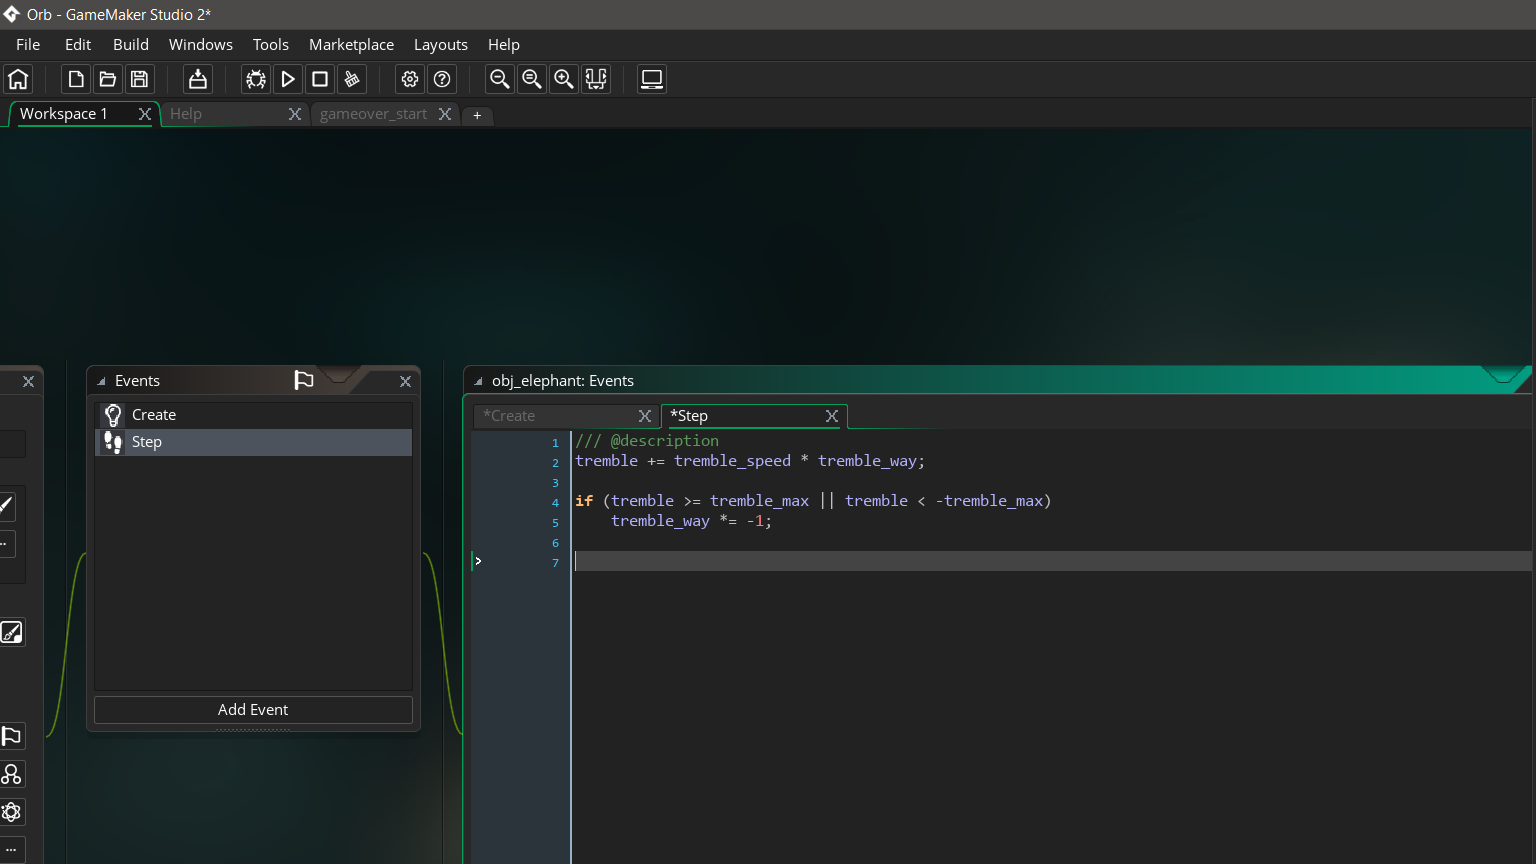 Orb - GameMaker Studio 2*
File Edit Build Windows Tools Marketplace Layouts Help
Workspace 1 Help gameover_start +
Events
Create
Step
Add Event
obj_elephant: Events
*Create *Step
1 /// @description
2 tremble += tremble_speed * tremble_way;
3
4 if (tremble >= tremble_max || tremble < -tremble_max)
5 tremble_way *= -1;
6
7